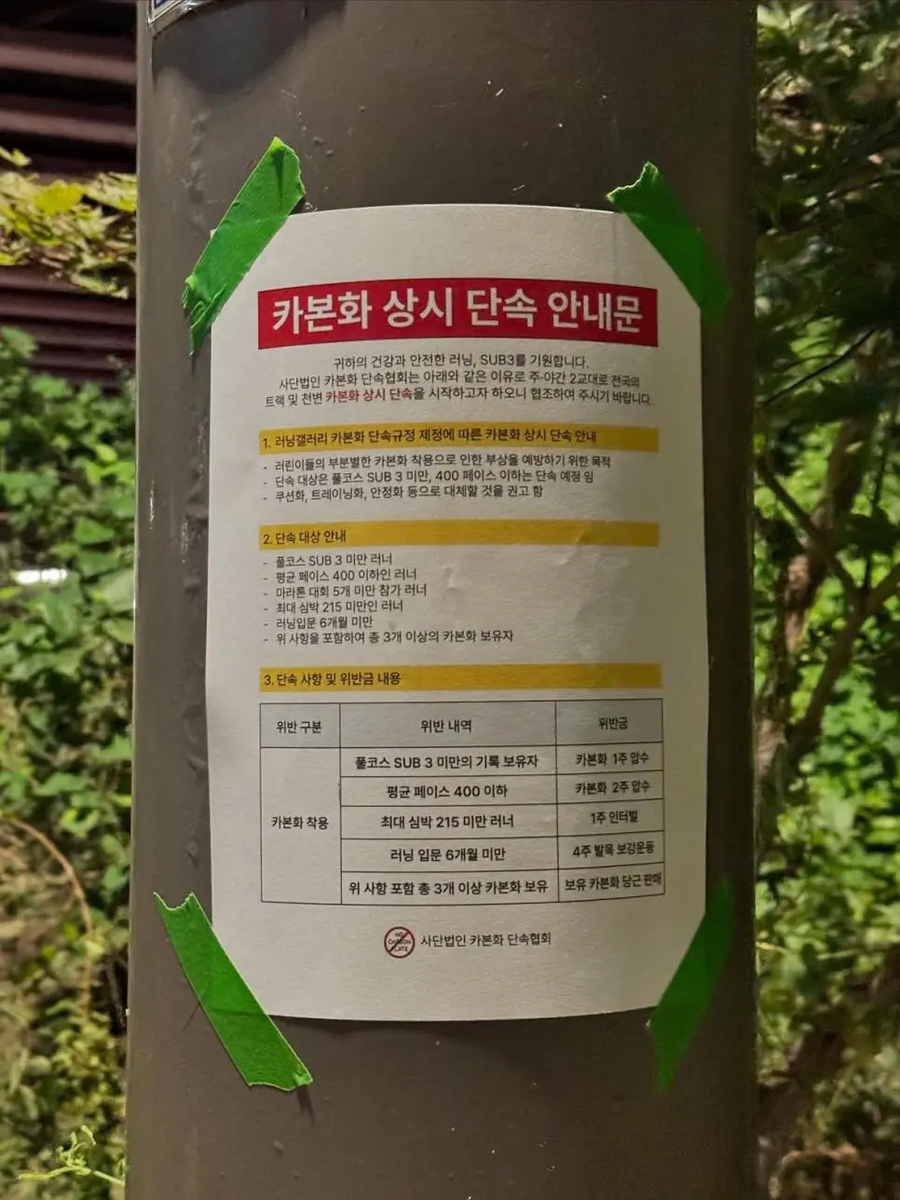 카본화 상시 단속 안내문
귀하의 건강과 안전한 러닝, SUB3를 기원합니다.
사단법인 카본화 단속협회는 아래와 같은 이유로 주·야간 2교대로 전국의
트랙 및 천변 카본화 상시 단속을 시작하고자 하오니 협조하여 주시기 바랍니다.
1. 러닝갤러리 카본화 단속규정 제정에 따른 카본화 상시 단속 안내
- 러린이들의 부분별한 카본화 착용으로 인한 부상을 예방하기 위한 목적
- 단속 대상은 풀코스 SUB 3 미만, 400 페이스 이하는 단속 예정 임
- 쿠션화, 트레이닝화, 안정화 등으로 대체할 것을 권고 함
2. 단속 대상 안내
- 풀코스 SUB 3 미만 러너
- 평균 페이스 400 이하인 러너
- 마라톤 대회 5개 미만 참가 러너
- 최대 심박 215 미만인 러너
- 러닝입문 6개월 미만
- 위 사항을 포함하여 총 3개 이상의 카본화 보유자
3. 단속 사항 및 위반금 내용
위반 구분 위반 내역 위반금
카본화 착용
풀코스 SUB 3 미만의 기록 보유자 카본화 1주 압수
평균 페이스 400 이하 카본화 2주 압수
최대 심박 215 미만 러너 1주 인터벌
러닝 입문 6개월 미만 4주 발목 보강운동
위 사항 포함 총 3개 이상 카본화 보유 보유 카본화 당근 판매
NO
CARBON
PLATE
사단법인 카본화 단속협회